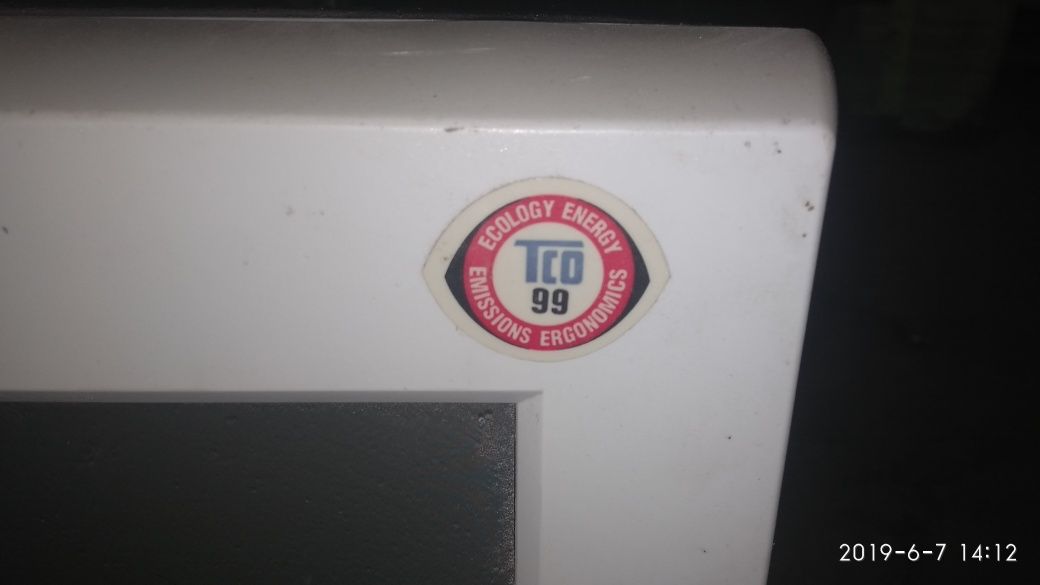 ECOLOGY ENERGY
TCO
99
EMISSIONS ERGONOMICS
2019-6-7 14:12